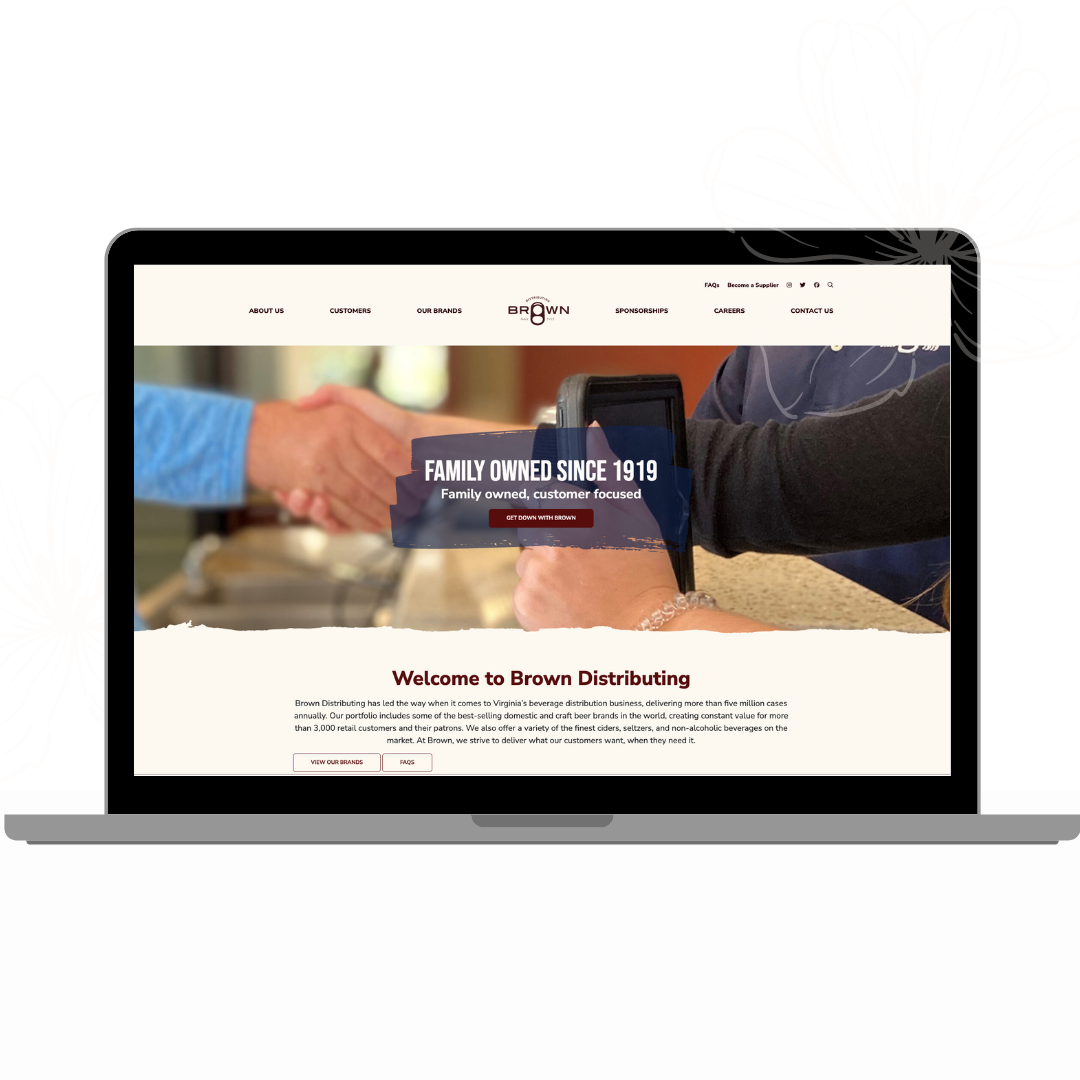 FAQs Become a Supplier
ABOUT US CUSTOMERS OUR BRANDS
DISTRIBUTING
BROWN
SPONSORSHIPS CAREERS CONTACT US
FAMILY OWNED SINCE 1919
Family owned, customer focused
GET DOWN WITH BROWN
Welcome to Brown Distributing
Brown Distributing has led the way when it comes to Virginia's beverage distribution business, delivering more than five million cases
annually. Our portfolio includes some of the best-selling domestic and craft beer brands in the world, creating constant value for more
than 3,000 retail customers and their patrons. We also offer a variety of the finest ciders, seltzers, and non-alcoholic beverages on the
market. At Brown, we strive to deliver what our customers want, when they need it.
VIEW OUR BRANDS FAQS